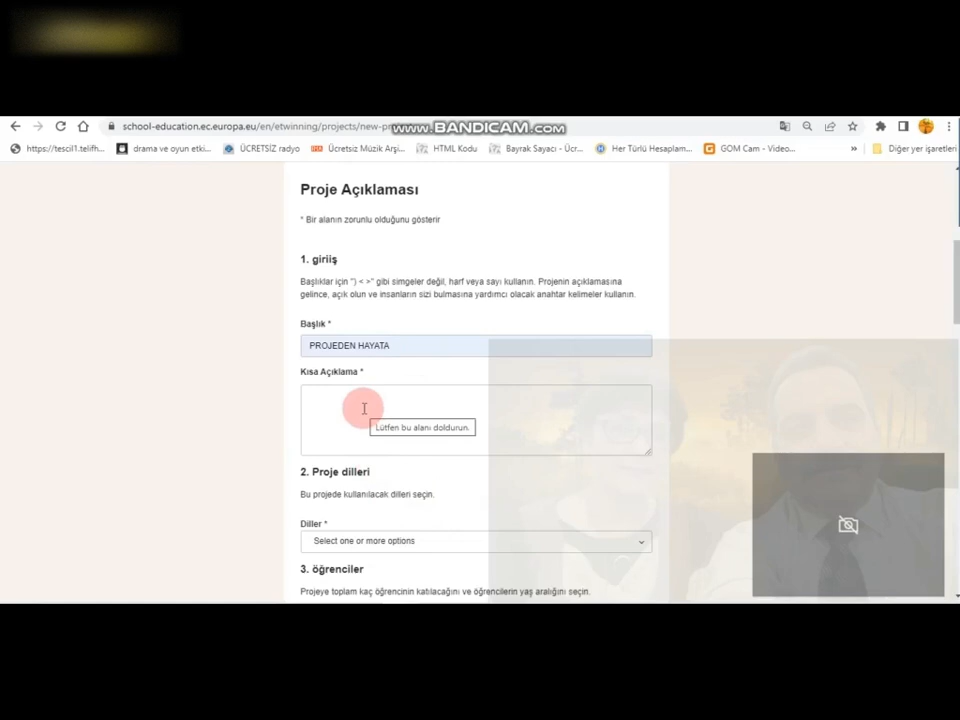 school-education.ec.europa.eu/en/etwinning/projects/new-pr
www.BANDICAM.com
https://tescil1.telifh... drama ve oyun etki... ÜCRETSİZ radyo Ücretsiz Müzik Arşi... HTML Kodu Bayrak Sayacı - Ücr... Her Türlü Hesaplam... GOM Cam - Video... » Diğer yer işaretleri
Proje Açıklaması
* Bir alanın zorunlu olduğunu gösterir
1. giriiş
Başlıklar için ") < >" gibi simgeler değil, harf veya sayı kullanın. Projenin açıklamasına
gelince, açık olun ve insanların sizi bulmasına yardımcı olacak anahtar kelimeler kullanın.
Başlık *
PROJEDEN HAYATA
Kısa Açıklama *
Lütfen bu alanı doldurun.
2. Proje dilleri
Bu projede kullanılacak dilleri seçin.
Diller *
Select one or more options
3. öğrenciler
Projeye toplam kaç öğrencinin katılacağını ve öğrencilerin yaş aralığını seçin.